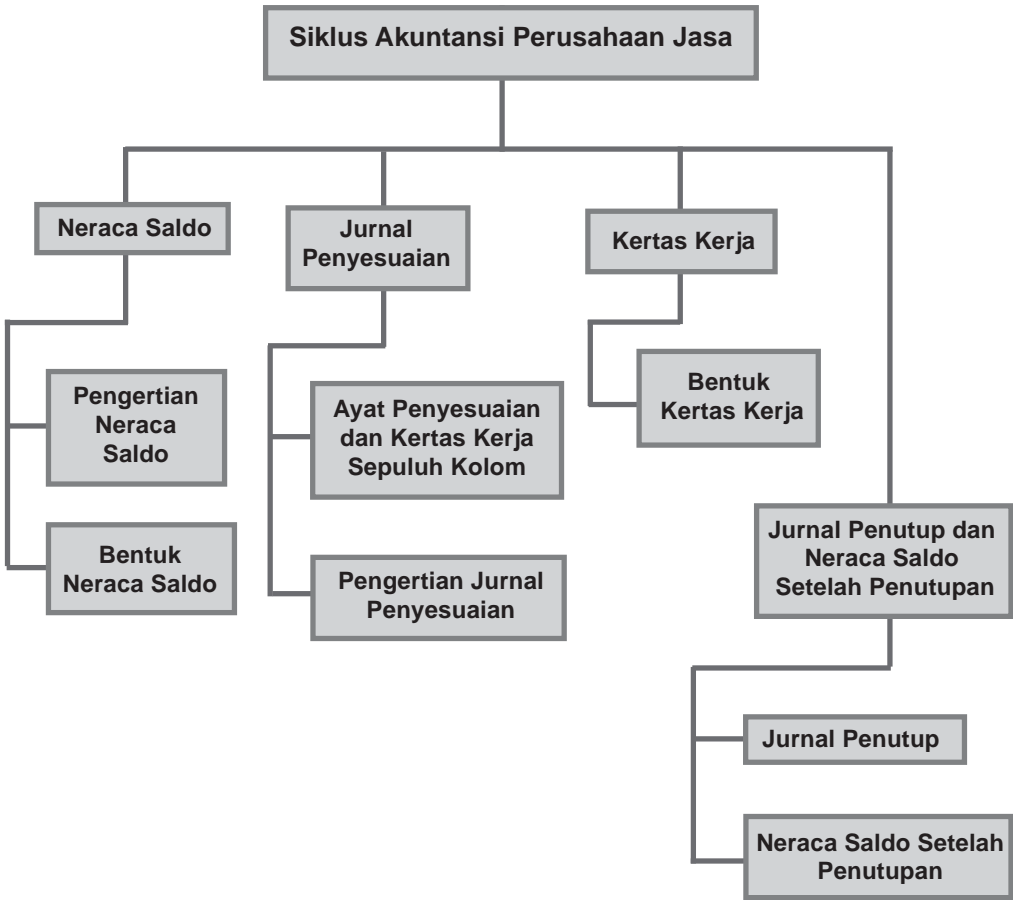 Siklus Akuntansi Perusahaan Jasa
Neraca Saldo
Jurnal
Penyesuaian
Kertas Kerja
Pengertian
Neraca
Saldo
Bentuk
Neraca Saldo
Ayat Penyesuaian
dan Kertas Kerja
Sepuluh Kolom
Pengertian Jurnal
Penyesuaian
Bentuk
Kertas Kerja
Jurnal Penutup dan
Neraca Saldo
Setelah Penutupan
Jurnal Penutup
Neraca Saldo Setelah
Penutupan